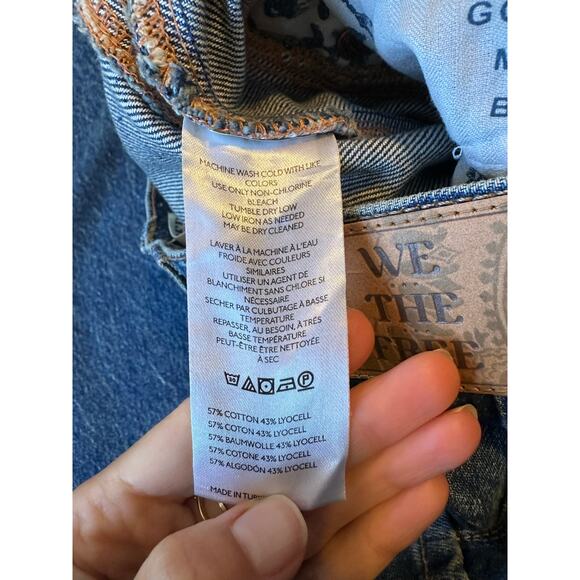 GO
M
B
MACHINE WASH COLD WITH LIKE
COLORS
USE ONLY NON-CHLORINE
BLEACH
TUMBLE DRY LOW
LOW IRON AS NEEDED
MAY BE DRY CLEANED
LAVER À LA MACHINE À L'EAU
FROIDE AVEC COULEURS
SIMILAIRES
UTILISER UN AGENT DE
BLANCHIMENT SANS CHLORE SI
NÉCESSAIRE
SECHER PAR CULBUTAGE À BASSE
TEMPERATURE
REPASSER, AU BESOIN, À TRÉS
BASSE TEMPÉRATURE
PEUT-ÊTRE ÊTRE NETTOYÉE
À SEC
57% COTTON 43% LYOCELL
57% COTON 43% LYOCELL
57% BAUMWOLLE 43% LYOCELL
57% COTONE 43% LYOCELL
57% ALGODÓN 43% LYOCELL
MADE IN
WE
THE
FREE